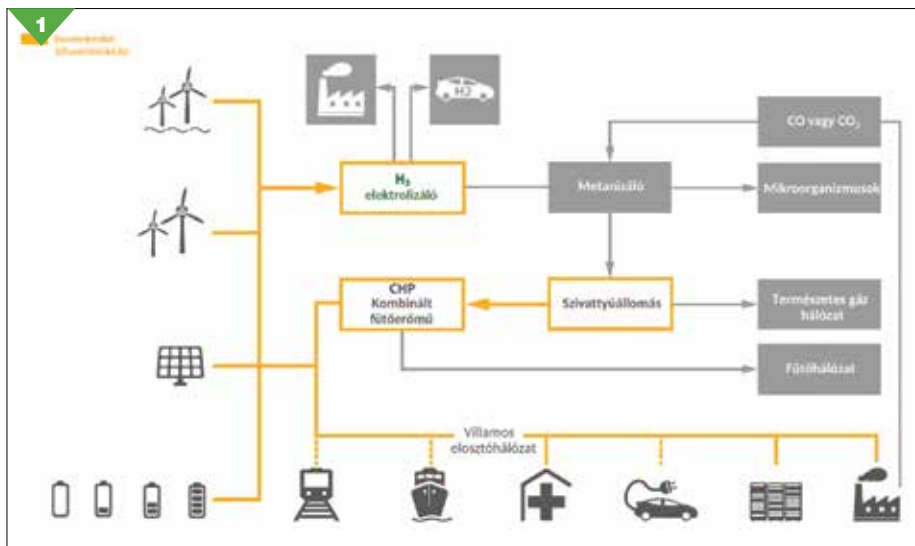 1
H2
CO vagy CO₂
H₂
elektrolizáló
Metanizáló
Mikroorganizmusok
CHP
Kombinált
fűtőerőmű
Szivattyúállomás
Természetes gáz
hálózat
Fűtőhálózat
Villamos
elosztóhálózat